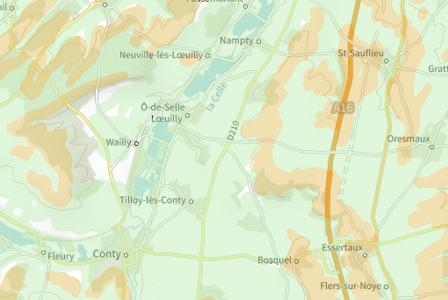 Nampty
Neuville-lès-Lœuilly
St-Sauflieu
la Celle
A16
Ô-de-Selle
Lœuilly
D210
Oresmaux
Wailly
Tilloy-lès-Conty
Essertaux
Fleury
Conty
Bosquel
Flers-sur-Noye